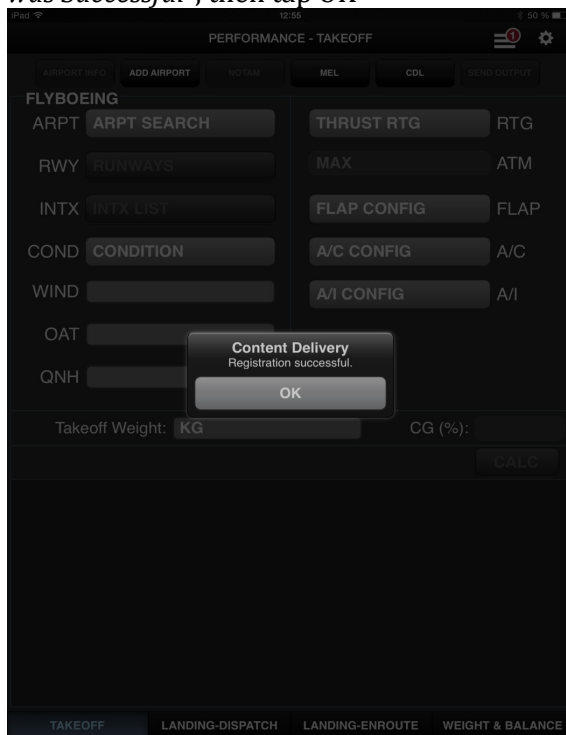 was Successful", then tap OK
iPad 12:55 50 %
PERFORMANCE - TAKEOFF 1
AIRPORT INFO ADD AIRPORT NOTAM MEL CDL SEND OUTPUT
FLYBOEING
ARPT ARPT SEARCH THRUST RTG RTG
RWY RUNWAYS MAX ATM
INTX INTX LIST FLAP CONFIG FLAP
COND CONDITION A/C CONFIG A/C
WIND A/I CONFIG A/I
OAT
Content Delivery
Registration successful.
QNH
OK
Takeoff Weight: KG CG (%):
CALC
TAKEOFF LANDING-DISPATCH LANDING-ENROUTE WEIGHT & BALANCE